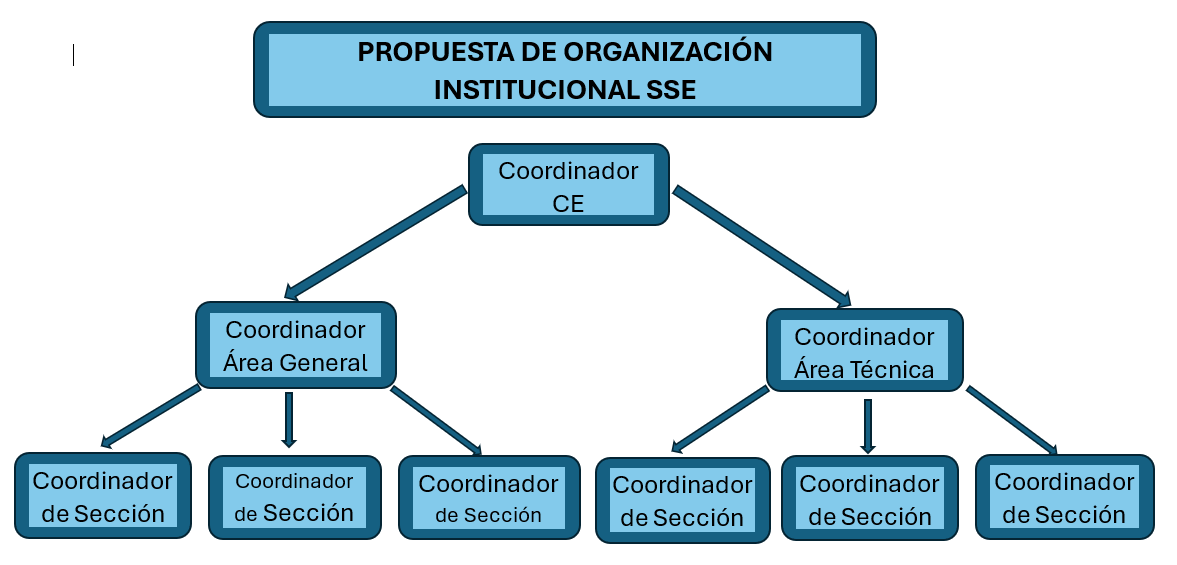 PROPUESTA DE ORGANIZACIÓN
INSTITUCIONAL SSE
Coordinador
CE
Coordinador
Área General
Coordinador
Área Técnica
Coordinador
de Sección
Coordinador
de Sección
Coordinador
de Sección
Coordinador
de Sección
Coordinador
de Sección
Coordinador
de Sección